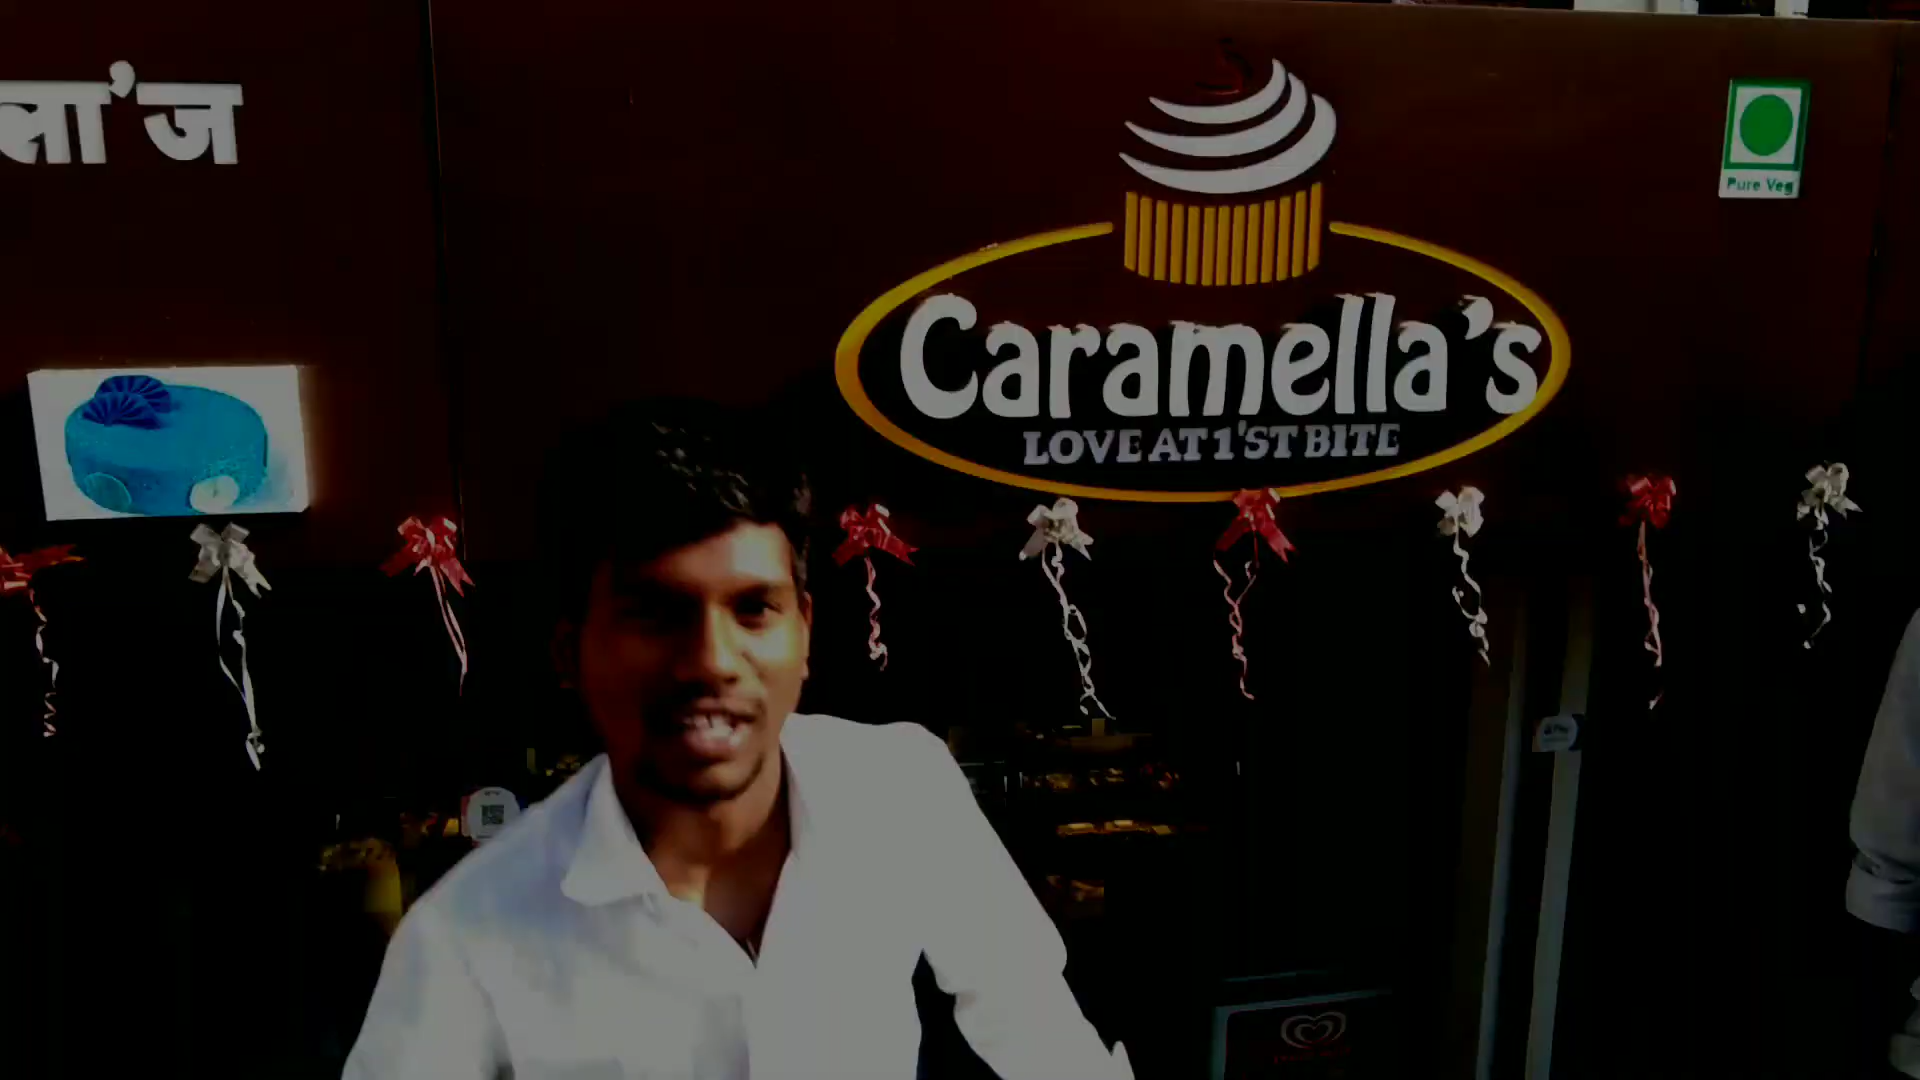 ला'ज
Pure Veg
Caramella's
LOVE AT 1'ST BITE